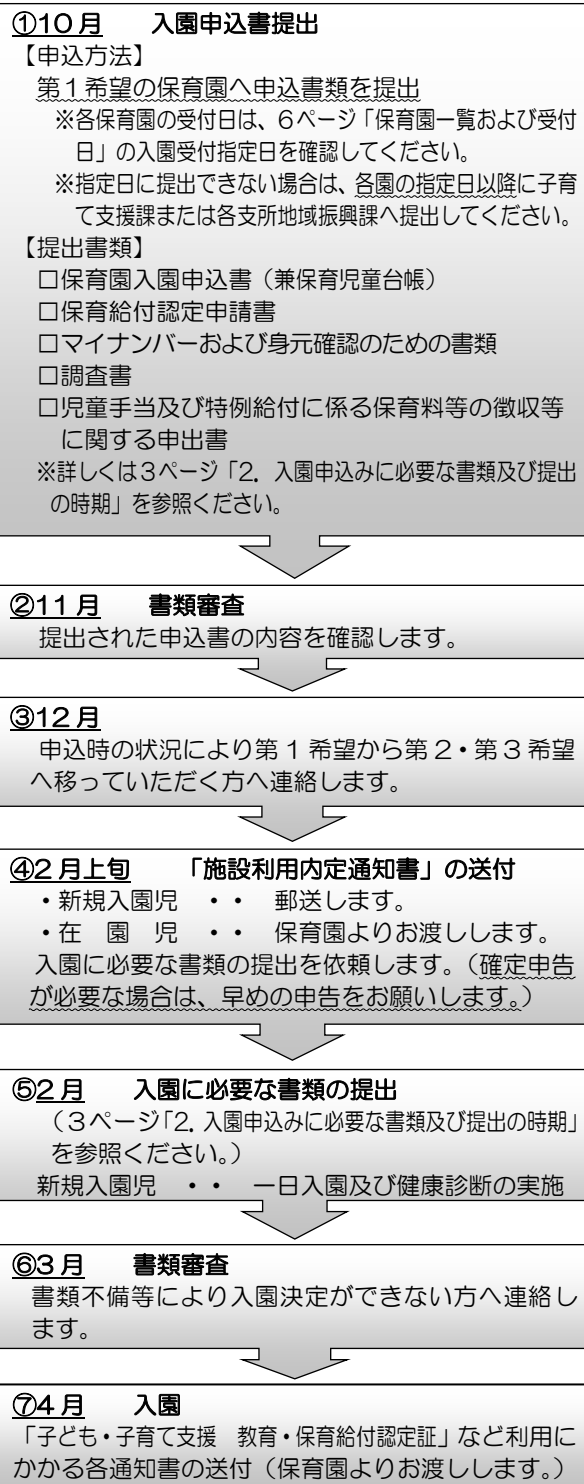 ①10月　入園申込書提出
【申込方法】
第１希望の保育園へ申込書類を提出
※各保育園の受付日は、６ページ「保育園一覧および受付
日」の入園受付指定日を確認してください。
※指定日に提出できない場合は、各園の指定日以降に子育
て支援課または各支所地域振興課へ提出してください。
【提出書類】
□保育園入園申込書（兼保育児童台帳）
□保育給付認定申請書
□マイナンバーおよび身元確認のための書類
□調査書
□児童手当及び特例給付に係る保育料等の徴収等
に関する申出書
※詳しくは３ページ「2．入園申込みに必要な書類及び提出
の時期」を参照ください。
②11月　書類審査
提出された申込書の内容を確認します。
③12月
申込時の状況により第１希望から第２・第３希望
へ移っていただく方へ連絡します。
④2月上旬　「施設利用内定通知書」の送付
・新規入園児　・・　郵送します。
・在　園　児　・・　保育園よりお渡しします。
入園に必要な書類の提出を依頼します。（確定申告
が必要な場合は、早めの申告をお願いします。）
⑤2月　入園に必要な書類の提出
（３ページ「2．入園申込みに必要な書類及び提出の時期」
を参照ください。）
新規入園児　・・　一日入園及び健康診断の実施
⑥3月　書類審査
書類不備等により入園決定ができない方へ連絡し
ます。
⑦4月　入園
「子ども・子育て支援　教育・保育給付認定証」など利用に
かかる各通知書の送付（保育園よりお渡しします。）